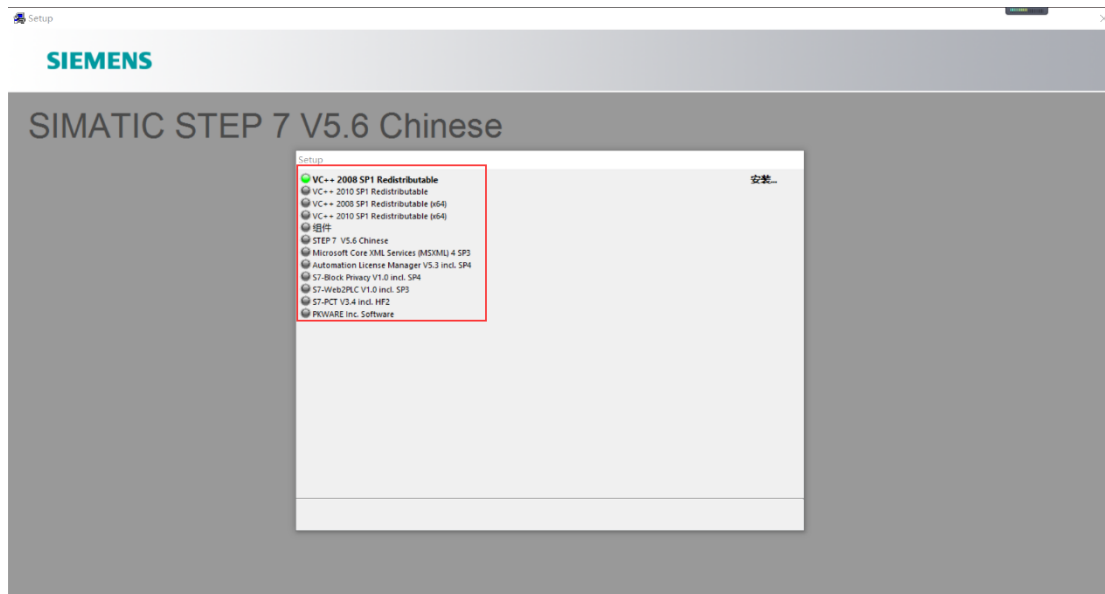 Setup
SIEMENS
SIMATIC STEP 7 V5.6 Chinese
Setup
VC++ 2008 SP1 Redistributable 安装...
VC++ 2010 SP1 Redistributable
VC++ 2008 SP1 Redistributable (x64)
VC++ 2010 SP1 Redistributable (x64)
组件
STEP 7 V5.6 Chinese
Microsoft Core XML Services (MSXML) 4 SP3
Automation License Manager V5.3 incl. SP4
S7-Block Privacy V1.0 incl. SP4
S7-Web2PLC V1.0 incl. SP3
S7-PCT V3.4 incl. HF2
PKWARE Inc. Software